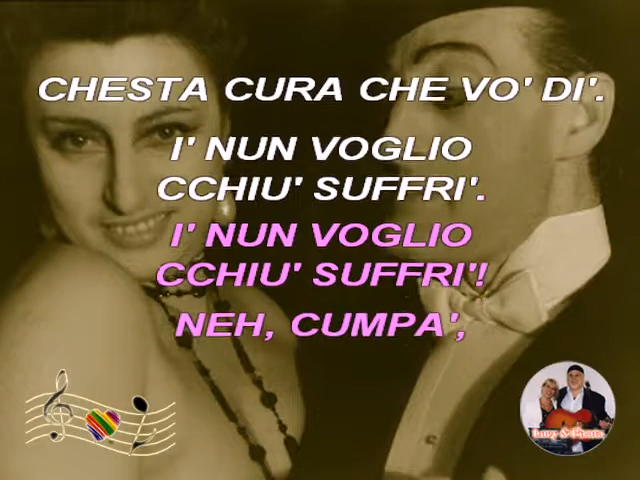 CHESTA CURA CHE VO' DI'.
I' NUN VOGLIO
CCHIU' SUFFRI'.
I' NUN VOGLIO
CCHIU' SUFFRI'!
NEH, CUMPA',